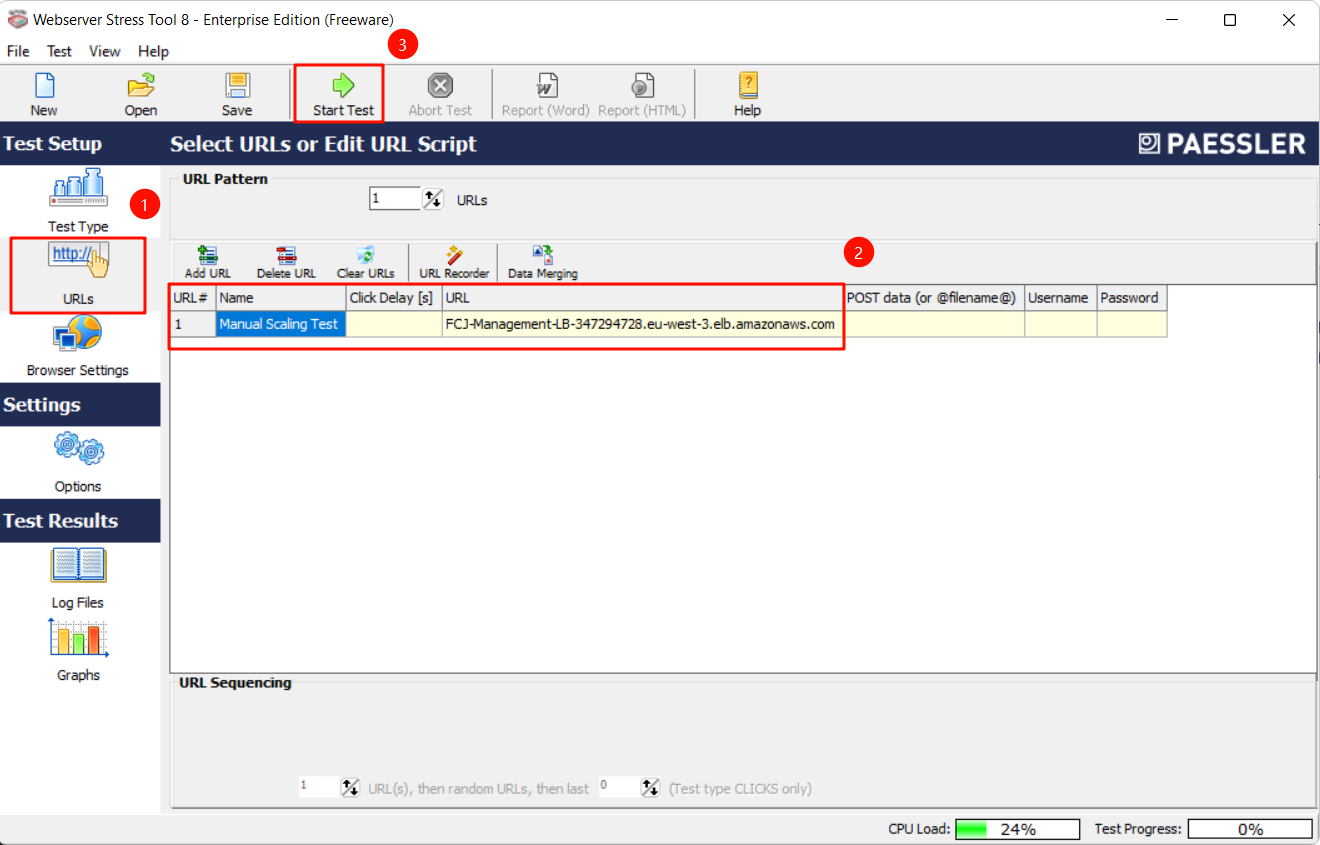 Webserver Stress Tool 8 - Enterprise Edition (Freeware)
File Test View Help
3
New Open Save Start Test Abort Test Report (Word) Report (HTML) Help
Test Setup
Select URLs or Edit URL Script
PAESSLER
URL Pattern
1 URLs
1
Test Type
http://
URLs
Browser Settings
Settings
Options
Test Results
Log Files
Graphs
Add URL Delete URL Clear URLs URL Recorder Data Merging
2
URL# Name Click Delay [s] URL POST data (or @filename@) Username Password
1 Manual Scaling Test FCJ-Management-LB-347294728.eu-west-3.elb.amazonaws.com
URL Sequencing
1 URL(s), then random URLs, then last 0 (Test type CLICKS only)
CPU Load: 24% Test Progress: 0%